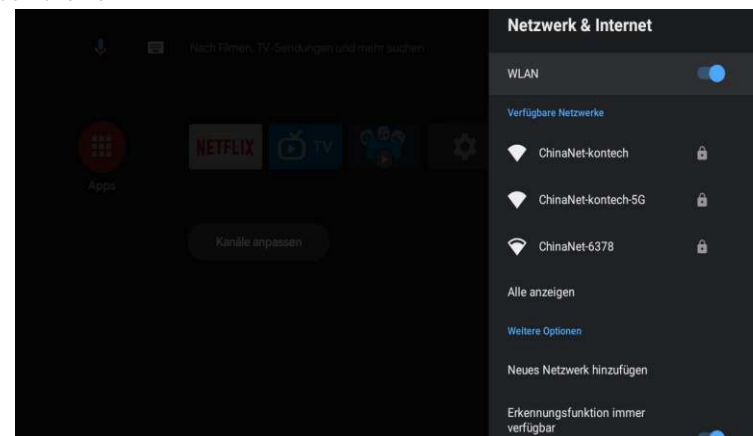 Nach Filmen, TV-Sendungen und mehr suchen
NETFLIX
TV
Apps
Kanäle anpassen
Netzwerk & Internet
WLAN
Verfügbare Netzwerke
ChinaNet-kontech
ChinaNet-kontech-5G
ChinaNet-6378
Alle anzeigen
Weitere Optionen
Neues Netzwerk hinzufügen
Erkennungsfunktion immer
verfügbar